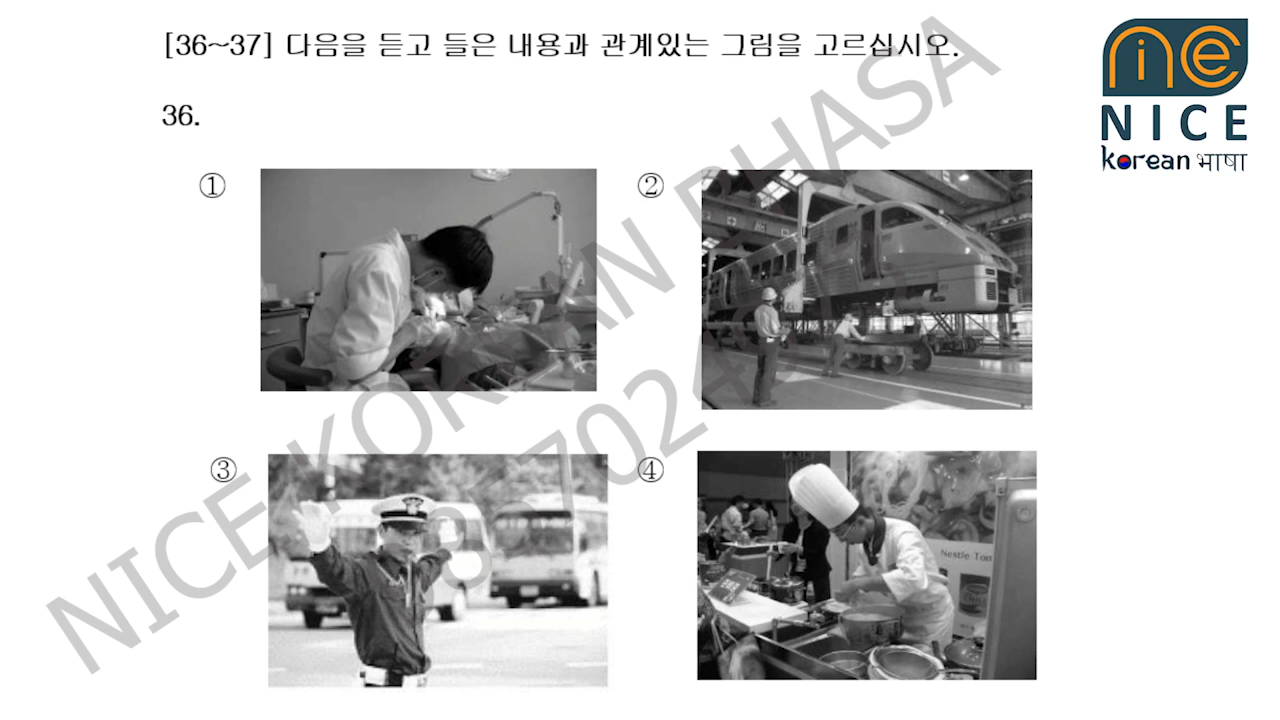 [36~37] 다음을 듣고 들은 내용과 관계있는 그림을 고르십시오.
NICE
korean भाषा
36.
①
②
③
④
Nestle Tom
NICE KOREAN BHASA